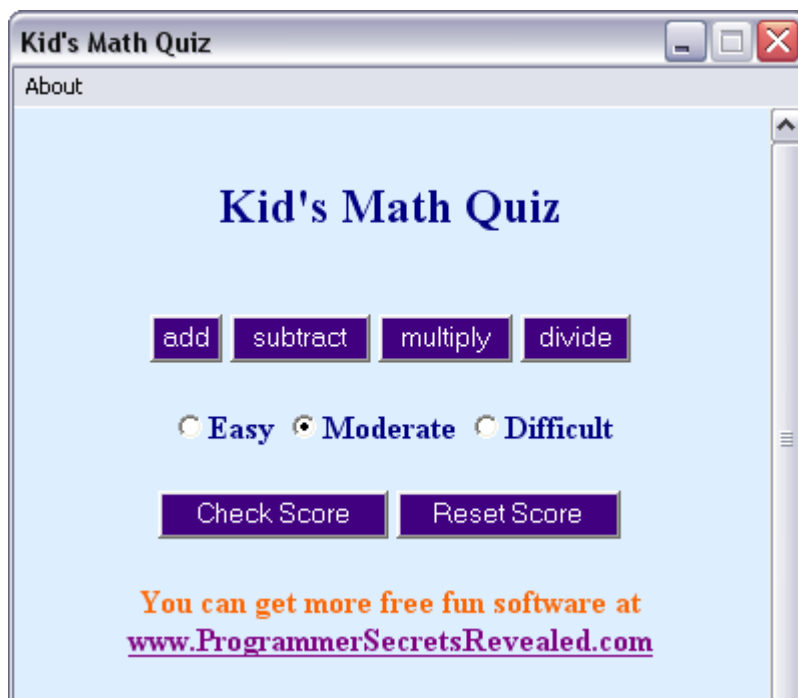 Kid's Math Quiz
About
Kid's Math Quiz
add subtract multiply divide
Easy Moderate Difficult
Check Score Reset Score
You can get more free fun software at
www.ProgrammerSecretsRevealed.com